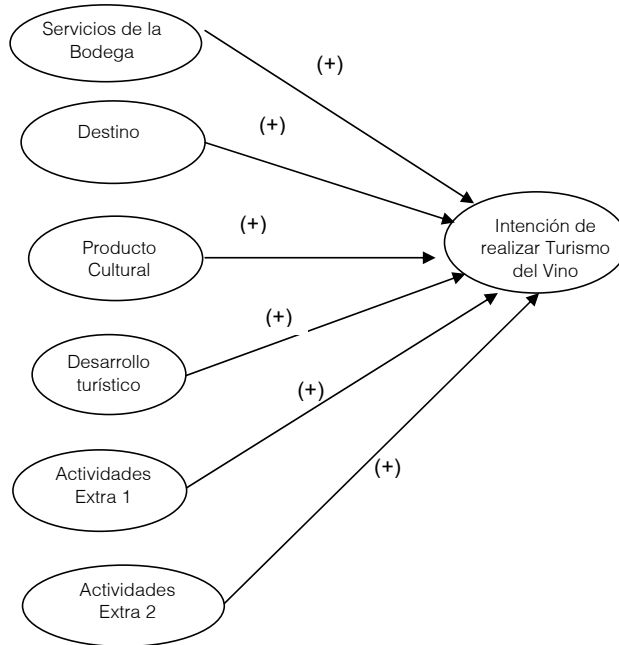 Servicios de la
Bodega
(+)
Destino
(+)
Producto
Cultural
(+)
Intención de
realizar Turismo
del Vino
Desarrollo
turístico
(+)
Actividades
Extra 1
(+)
Actividades
Extra 2
(+)